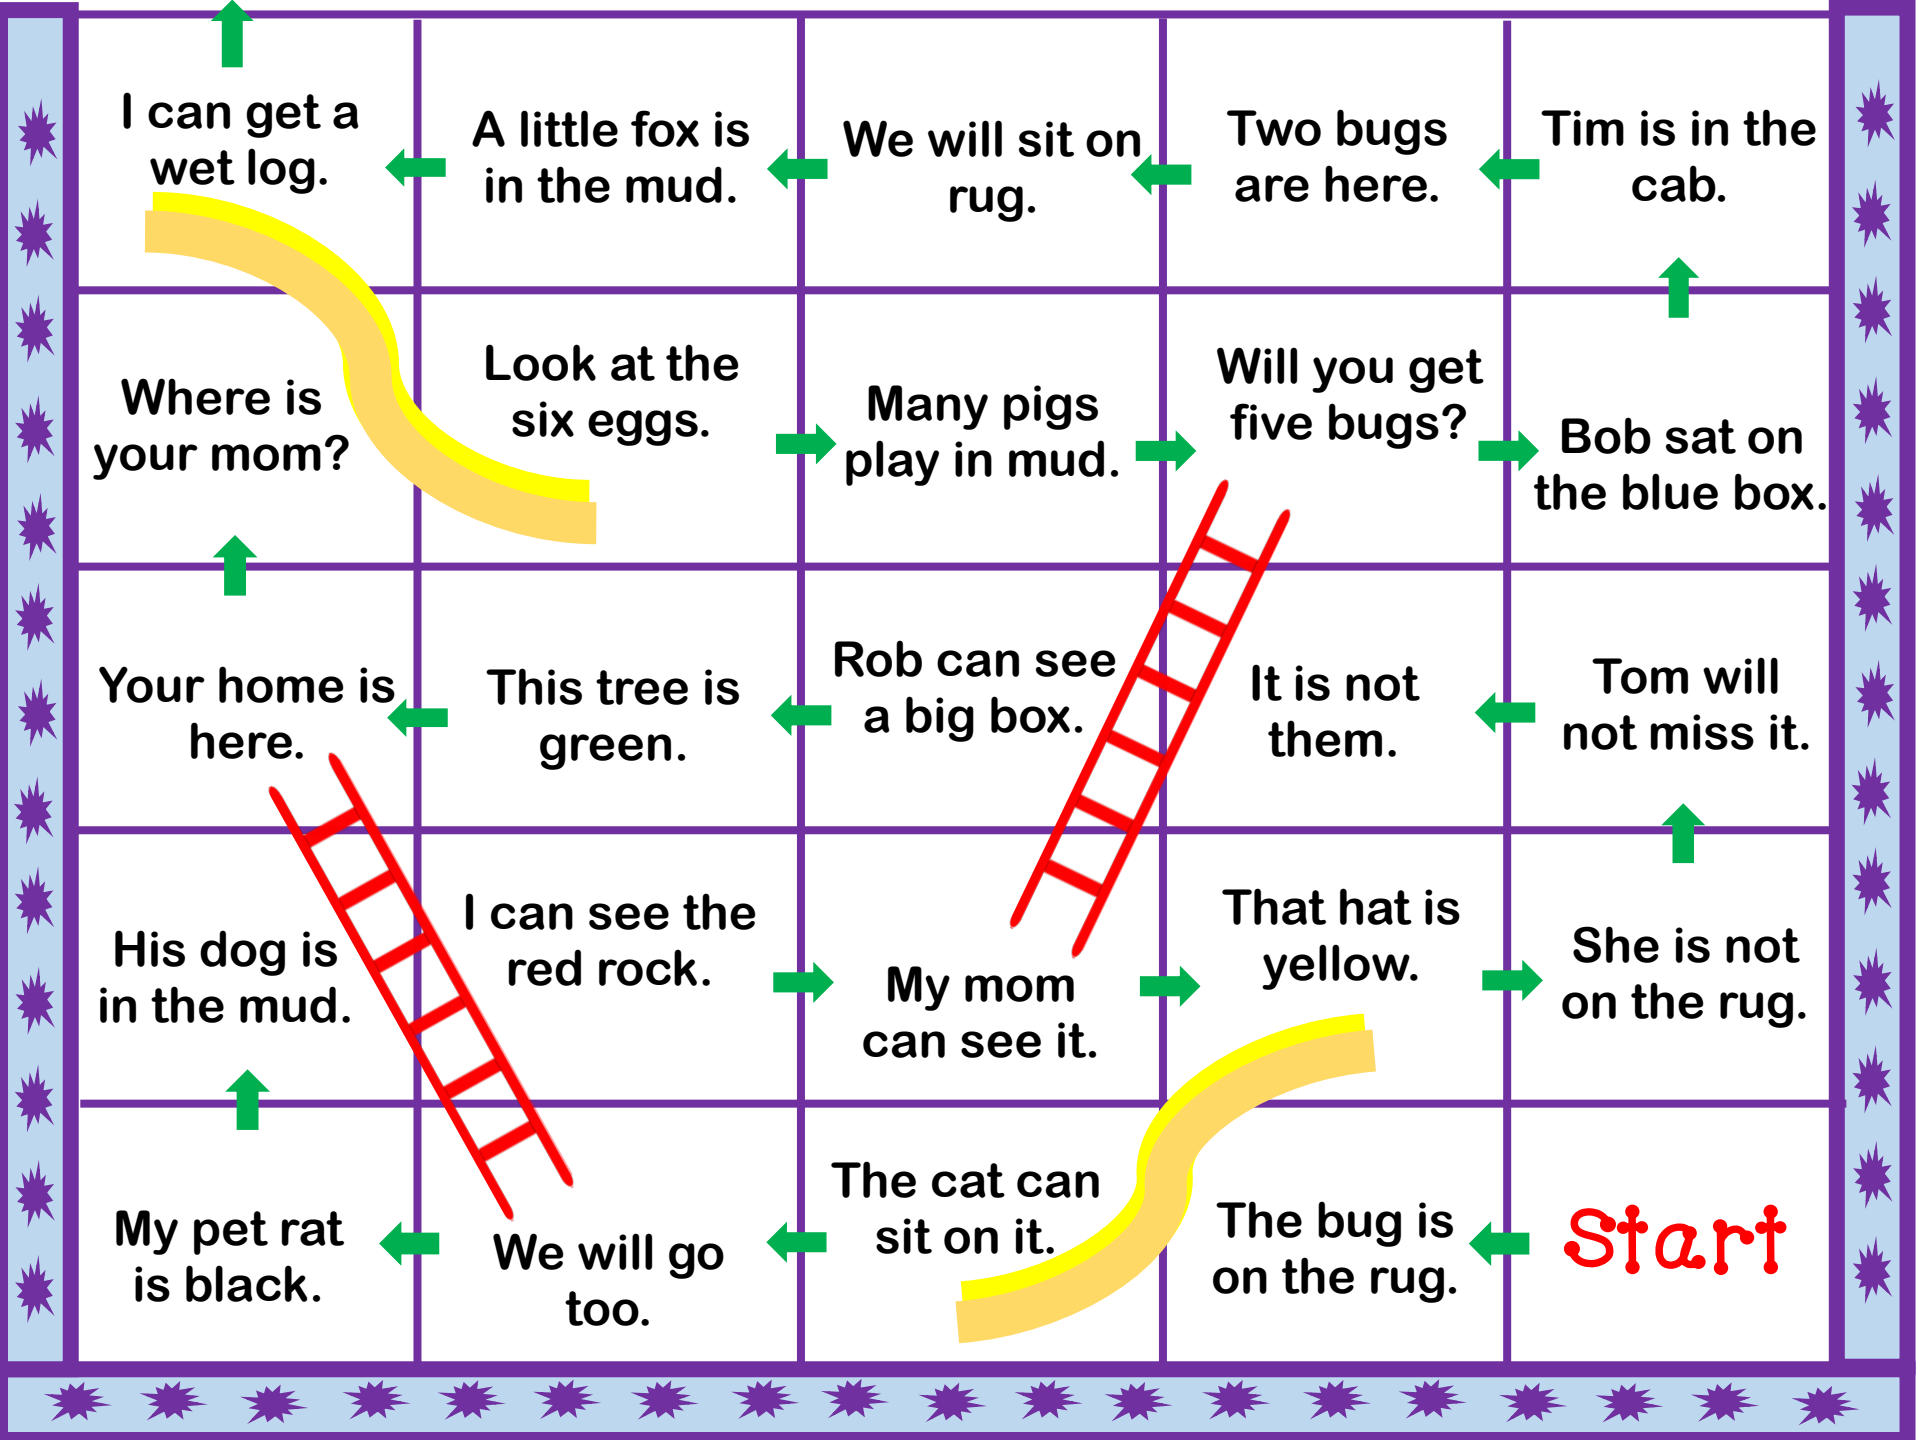 I can get a
wet log.
A little fox is
in the mud.
We will sit on
rug.
Two bugs
are here.
Tim is in the
cab.
Where is
your mom?
Look at the
six eggs.
Many pigs
play in mud.
Will you get
five bugs?
Bob sat on
the blue box.
Your home is
here.
This tree is
green.
Rob can see
a big box.
It is not
them.
Tom will
not miss it.
His dog is
in the mud.
I can see the
red rock.
My mom
can see it.
That hat is
yellow.
She is not
on the rug.
My pet rat
is black.
We will go
too.
The cat can
sit on it.
The bug is
on the rug.
Start